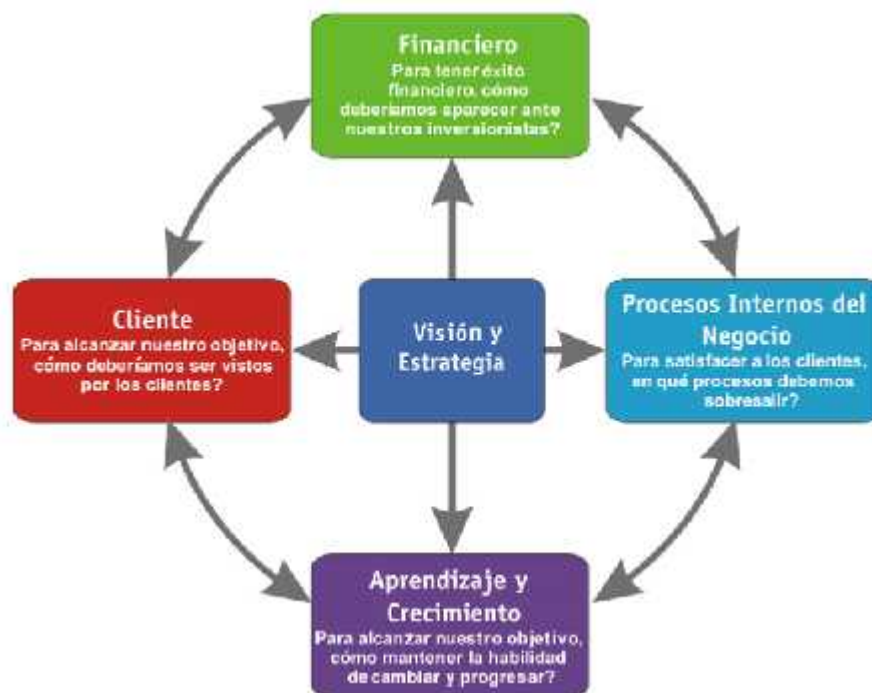 Financiero
Para tener éxito
financiero, cómo
deberíamos aparecer ante
nuestros inversionistas?
Cliente
Para alcanzar nuestro objetivo,
cómo deberíamos ser vistos
por los clientes?
Visión y
Estrategia
Procesos Internos del
Negocio
Para satisfacer a los clientes,
en qué procesos debemos
sobresalir?
Aprendizaje y
Crecimiento
Para alcanzar nuestro objetivo,
cómo mantener la habilidad
de cambiar y progresar?